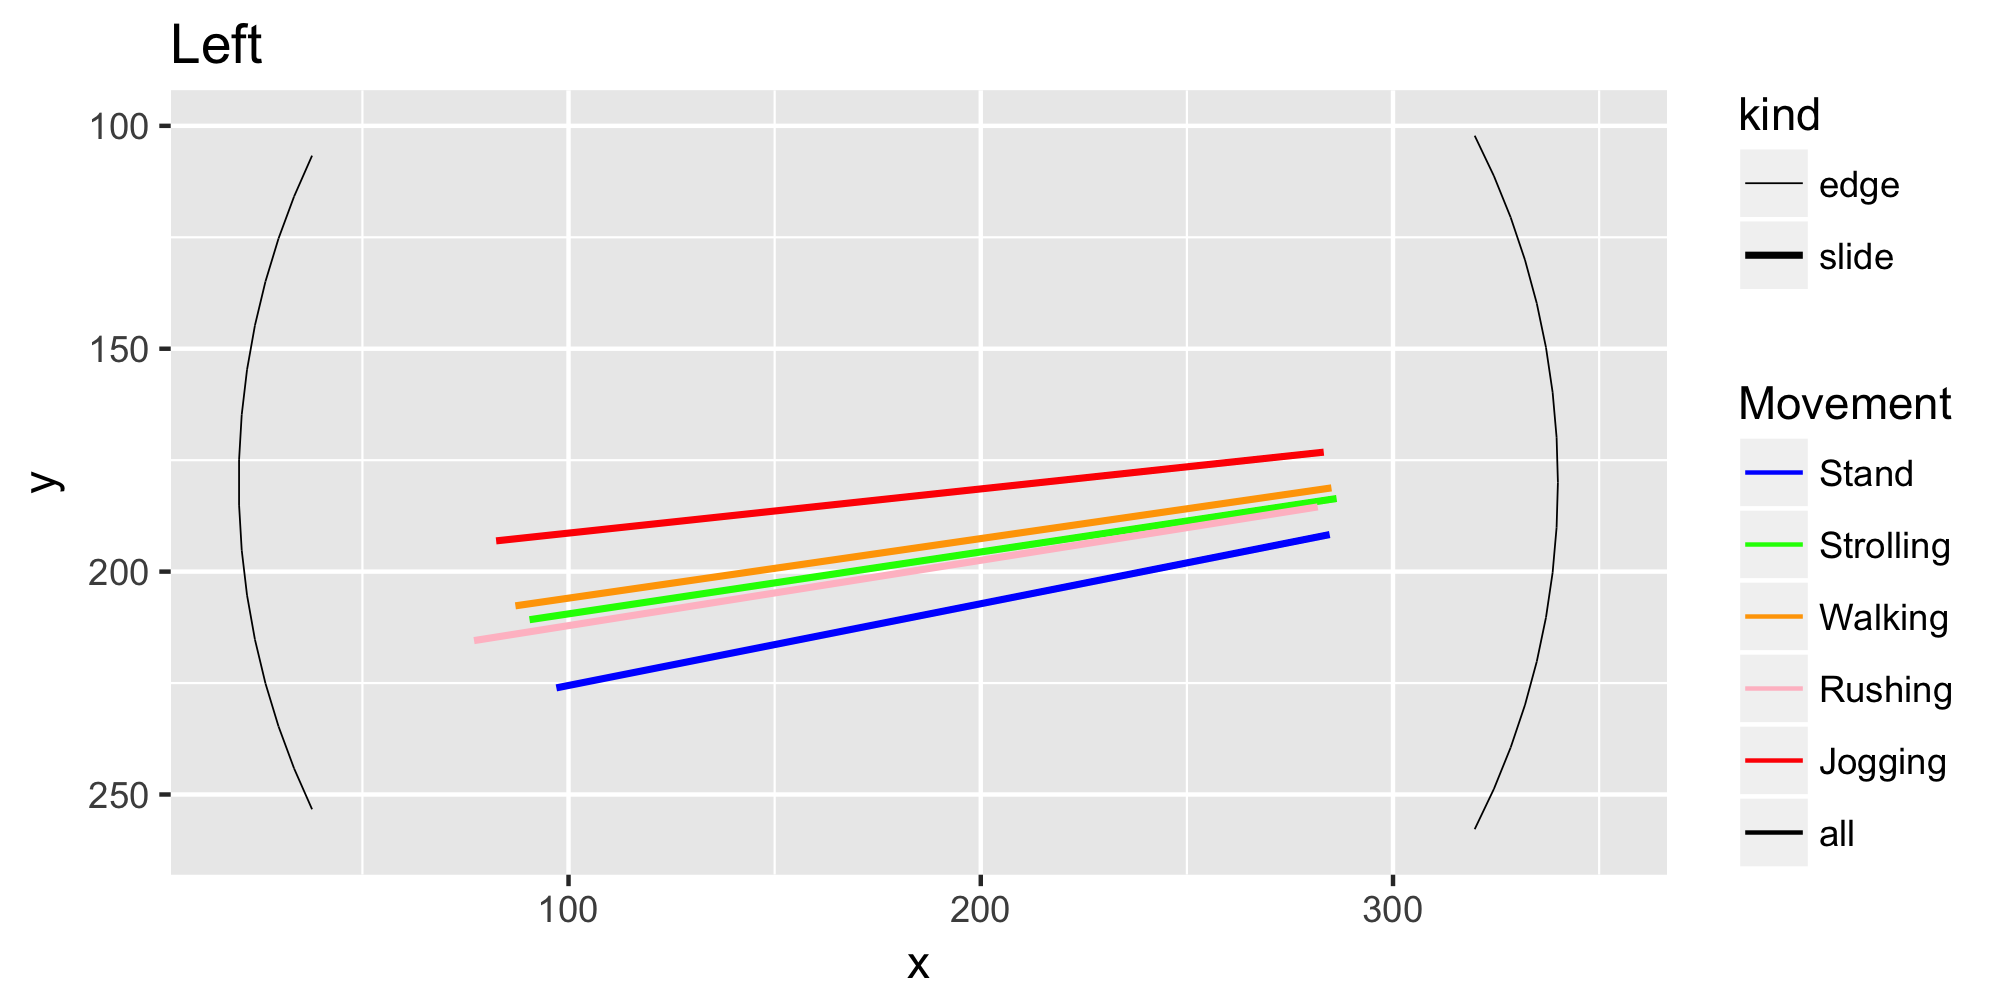 Left
100
150
200
250
y
100
200
300
x
kind
edge
slide
Movement
Stand
Strolling
Walking
Rushing
Jogging
all